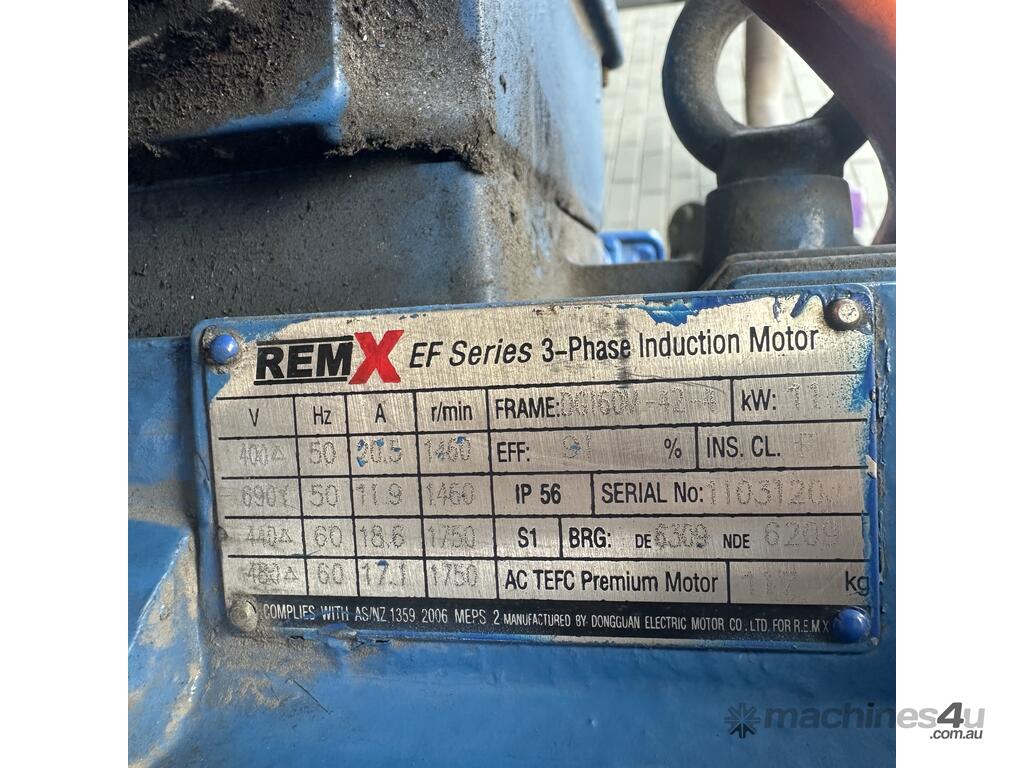 REMX EF Series 3-Phase Induction Motor
V Hz A r/min FRAME: kW: 11
400△ 50 20.5 1460 EFF: 91 % INS. CL. F
690Y 50 11.9 1460 IP 56 SERIAL No:
440△ 60 18.6 1750 S1 BRG: DE 6309 NDE 6209
△ 60 17.1 1750 AC TEFC Premium Motor kg
COMPLIES WITH AS/NZ 1359 2006 MEPS 2 MANUFACTURED BY DONGGUAN ELECTRIC MOTOR CO.,LTD. FOR R.E.M X
machines4u
.com.au